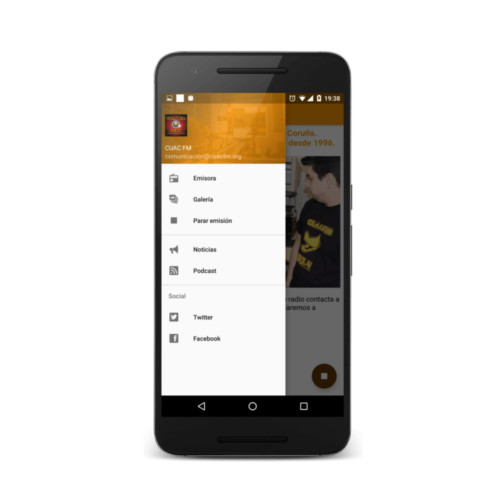 19:38
Coruña.
desde 1996.
CUAC FM
comunicacion@cuacfm.org
Emisora
Galería
Parar emisión
Noticias
Podcast
Social
Twitter
Facebook
radio contacta a
aremos a